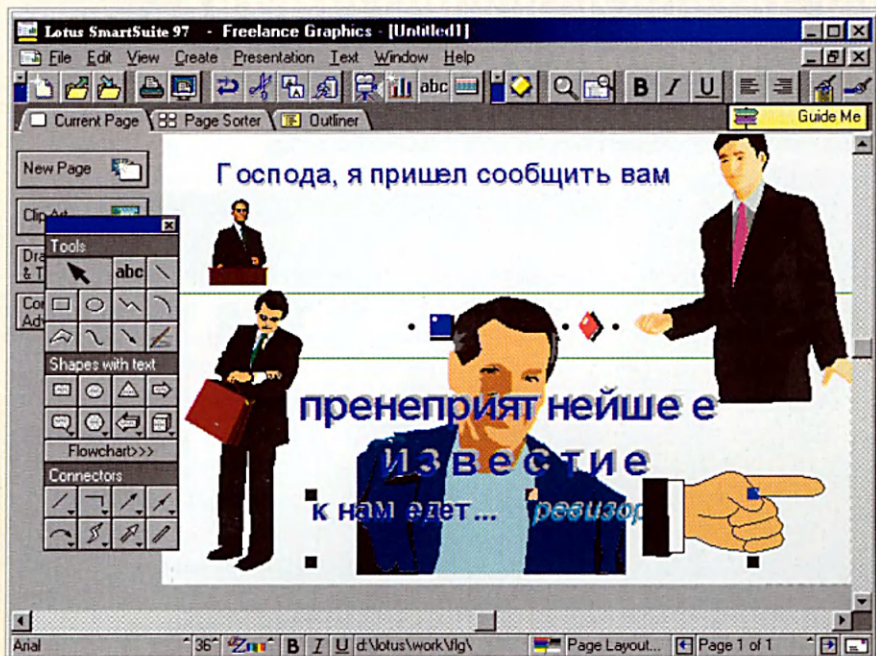 Lotus SmartSuite 97 - Freelance Graphics - [Untitled1]
File Edit View Create Presentation Text Window Help
abc B I U
Current Page Page Sorter Outliner Guide Me
New Page
Господа, я пришел сообщить вам
Clip Art
Tools
abc
Shapes with text
пренеприят нейше е
известие
Flowchart>>>
Connectors
к нам едет... ревизор
Arial 36 B I U d:\lotus\work\flg\ Page Layout... Page 1 of 1